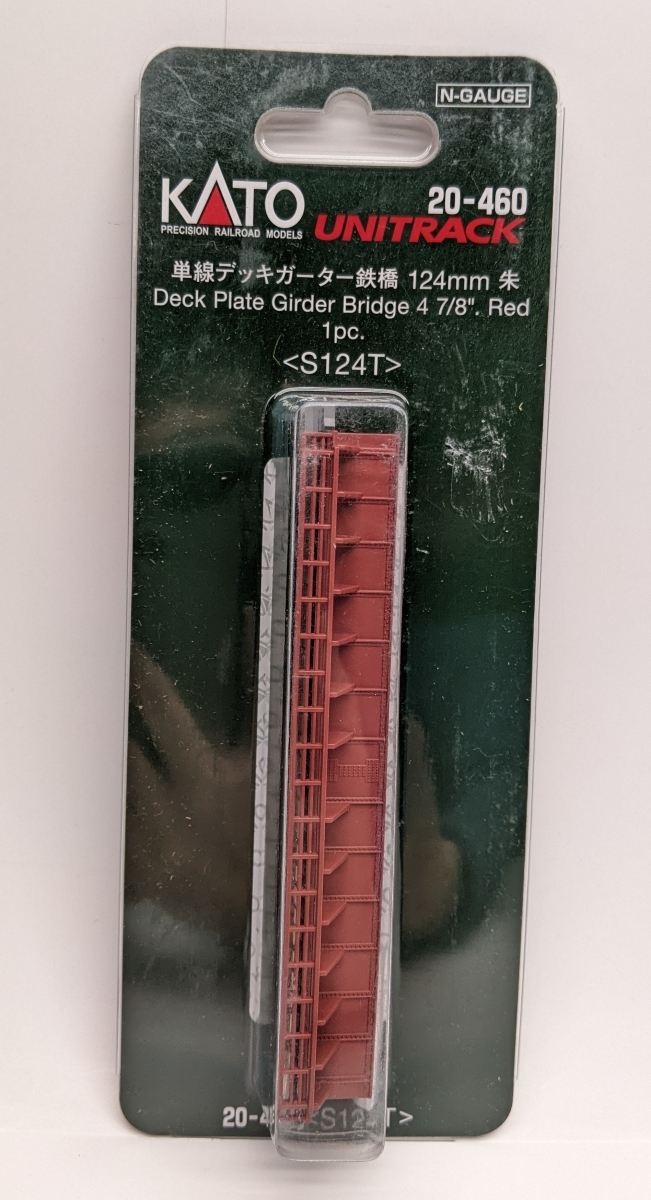 N-GAUGE
KATO
PRECISION RAILROAD MODELS
20-460
UNITRACK
単線デッキガーター鉄橋 124mm 朱
Deck Plate Girder Bridge 4 7/8". Red
1pc.
<S124T>